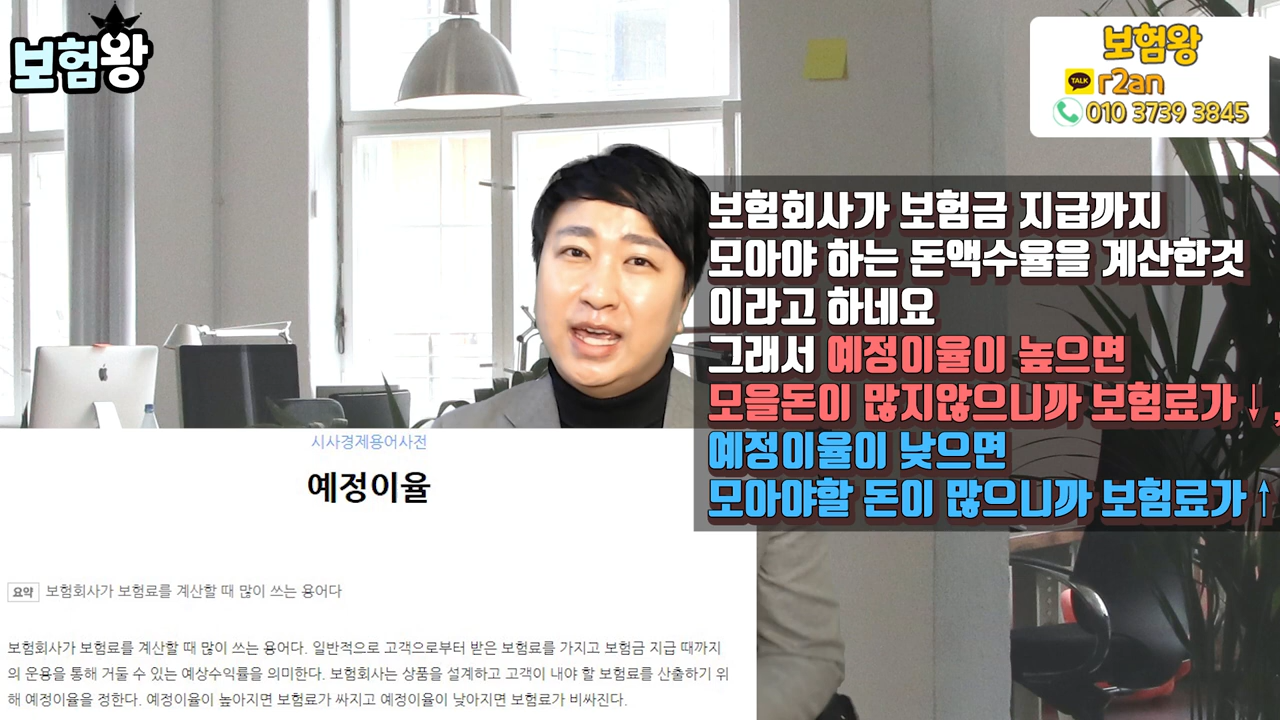 보험왕
보험왕
TALK r2an
010 3739 3845
보험회사가 보험금 지급까지
모아야 하는 돈액수율을 계산한것
이라고 하네요
그래서 예정이율이 높으면
모을돈이 많지않으니까 보험료가↓,
예정이율이 낮으면
모아야할 돈이 많으니까 보험료가↑
시사경제용어사전
예정이율
요약 보험회사가 보험료를 계산할 때 많이 쓰는 용어다
보험회사가 보험료를 계산할 때 많이 쓰는 용어다. 일반적으로 고객으로부터 받은 보험료를 가지고 보험금 지급 때까지
의 운용을 통해 거둘 수 있는 예상수익률을 의미한다. 보험회사는 상품을 설계하고 고객이 내야 할 보험료를 산출하기 위
해 예정이율을 정한다. 예정이율이 높아지면 보험료가 싸지고 예정이율이 낮아지면 보험료가 비싸진다.